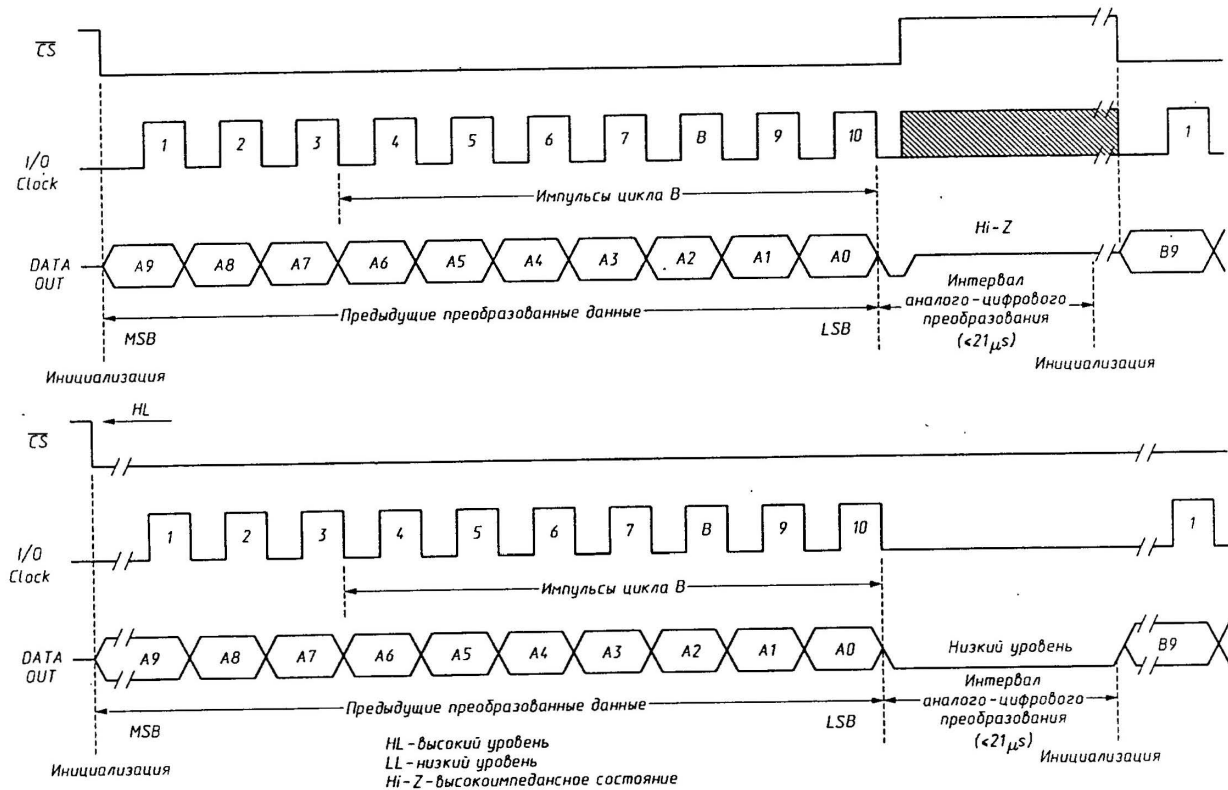 C̅S̅
1 2 3 4 5 6 7 B 9 10 1
I/O
Clock
Импульсы цикла B
Hi-Z
DATA
OUT
A9 A8 A7 A6 A5 A4 A3 A2 A1 A0 B9
Интервал
аналого-цифрового
преобразования
(≤21μs)
Предыдущие преобразованные данные
MSB LSB
Инициализация Инициализация
HL
C̅S̅
1 2 3 4 5 6 7 B 9 10 1
I/O
Clock
Импульсы цикла B
DATA
OUT
A9 A8 A7 A6 A5 A4 A3 A2 A1 A0 Низкий уровень B9
Интервал
аналого-цифрового
преобразования
(≤21μs)
Предыдущие преобразованные данные
MSB LSB
Инициализация Инициализация
HL-высокий уровень
LL-низкий уровень
Hi-Z-высокоимпедансное состояние